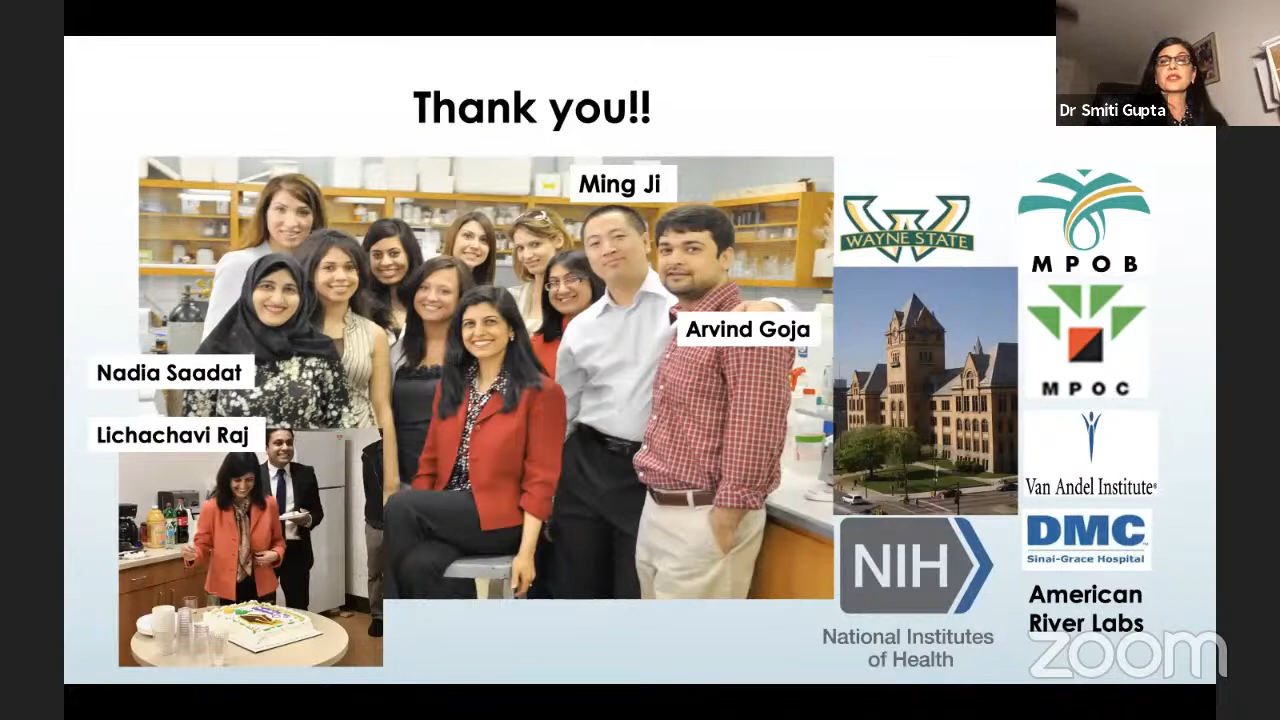 Thank you!!
Dr Smiti Gupta
Ming Ji
Arvind Goja
Nadia Saadat
Lichachavi Raj
WAYNE STATE
MPOB
MPOC
Van Andel Institute®
DMC
Sinai-Grace Hospital
NIH
National Institutes
of Health
American
River Labs
zoom